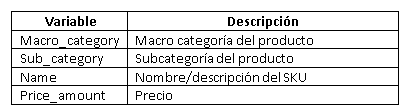 Variable Descripción
Macro_category Macro categoría del producto
Sub_category Subcategoría del producto
Name Nombre/descripción del SKU
Price_amount Precio